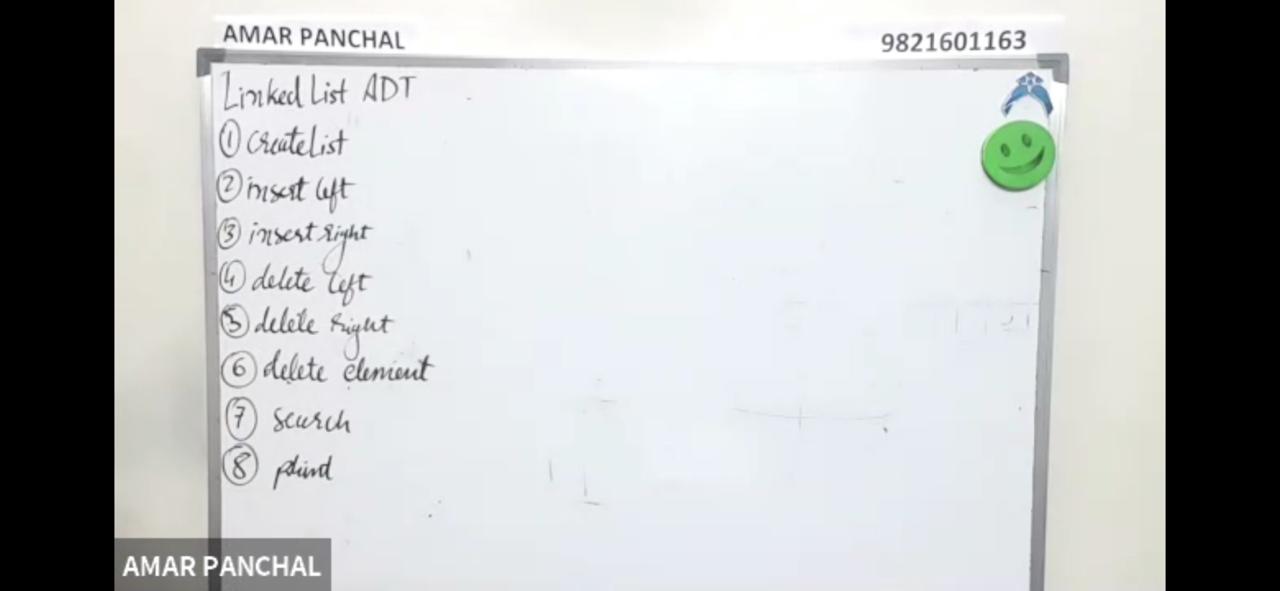 AMAR PANCHAL 9821601163
Linked List ADT
① createlist
② insert left
③ insert right
④ delete left
⑤ delete right
⑥ delete element
⑦ search
⑧
AMAR PANCHAL